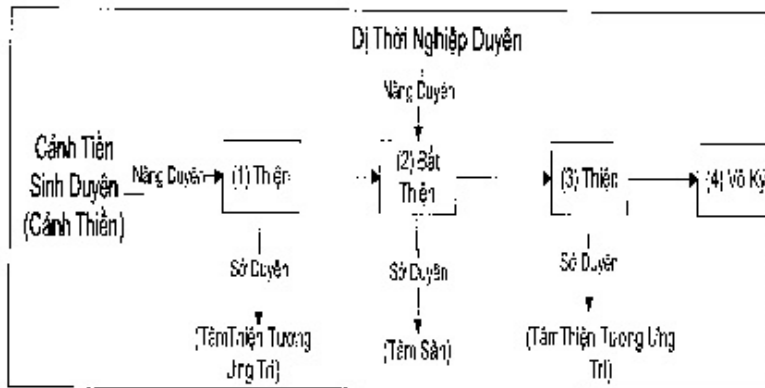 Dị Thời Nghiệp Duyên
Năng Duyên
Cảnh Tiền
Sinh Duyên
(Cảnh Thiền)
Năng Duyên
(1) Thiện
(2) Bất
Thiện
(3) Thiện
(4) Vô Ký
Sở Duyên
Sở Duyên
Sở Duyên
(Tâm Thiện Tương
Ưng Trí)
(Tâm Sân)
(Tâm Thiện Tương Ưng
Trí)